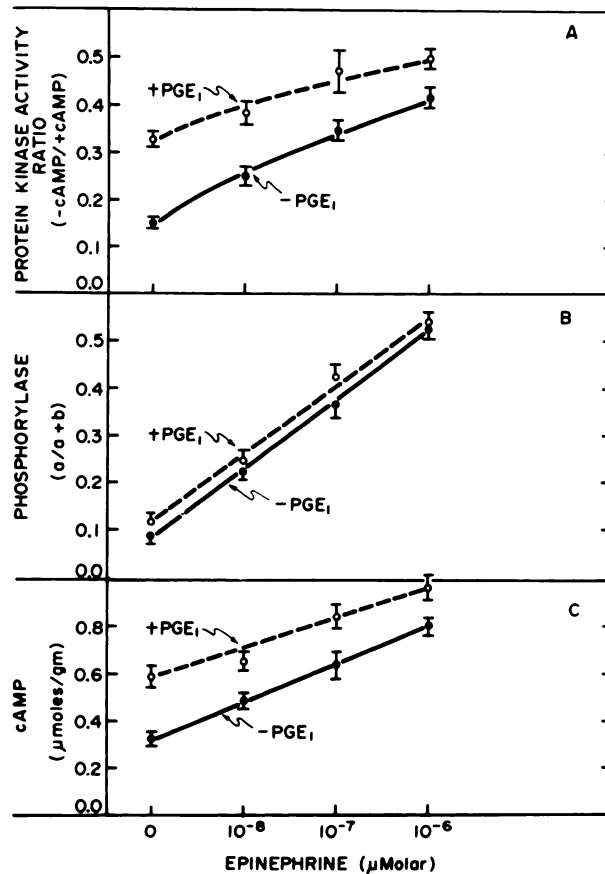 A
PROTEIN KINASE ACTIVITY
RATIO
(-cAMP/+cAMP)
0.5
0.4
0.3
0.2
0.1
0.0
+PGE₁
-PGE₁
B
PHOSPHORYLASE
(a/a+b)
0.5
0.4
0.3
0.2
0.1
0.0
+PGE₁
-PGE₁
C
cAMP
(μmoles/gm)
0.8
0.6
0.4
0.2
0.0
+PGE₁
-PGE₁
0 10⁻⁸ 10⁻⁷ 10⁻⁶
EPINEPHRINE (μMolar)